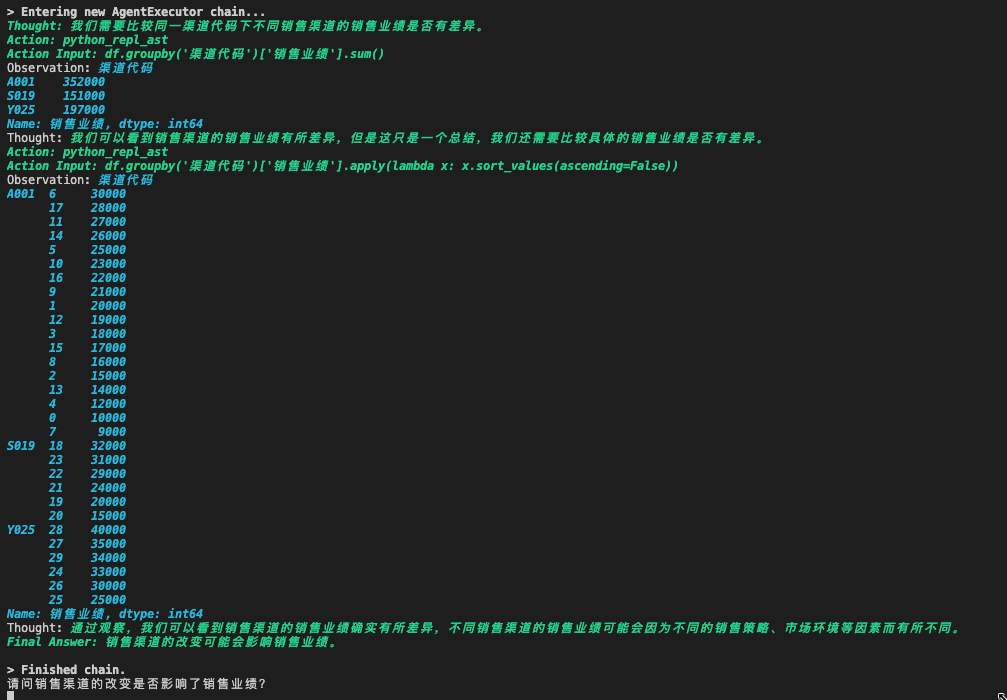 > Entering new AgentExecutor chain...
Thought: 我们需要比较同一渠道代码下不同销售渠道的销售业绩是否有差异。
Action: python_repl_ast
Action Input: df.groupby('渠道代码')['销售业绩'].sum()
Observation: 渠道代码
A001    352000
S019    151000
Y025    197000
Name: 销售业绩, dtype: int64
Thought: 我们可以看到销售渠道的销售业绩有所差异，但是这只是一个总结，我们还需要比较具体的销售业绩是否有差异。
Action: python_repl_ast
Action Input: df.groupby('渠道代码')['销售业绩'].apply(lambda x: x.sort_values(ascending=False))
Observation: 渠道代码
A001  6     30000
      17    28000
      11    27000
      14    26000
      5     25000
      10    23000
      16    22000
      9     21000
      1     20000
      12    19000
      3     18000
      15    17000
      8     16000
      2     15000
      13    14000
      4     12000
      0     10000
      7      9000
S019  18    32000
      23    31000
      22    29000
      21    24000
      19    20000
      20    15000
Y025  28    40000
      27    35000
      29    34000
      24    33000
      26    30000
      25    25000
Name: 销售业绩, dtype: int64
Thought: 通过观察，我们可以看到销售渠道的销售业绩确实有所差异，不同销售渠道的销售业绩可能会因为不同的销售策略、市场环境等因素而有所不同。
Final Answer: 销售渠道的改变可能会影响销售业绩。
> Finished chain.
请问销售渠道的改变是否影响了销售业绩？